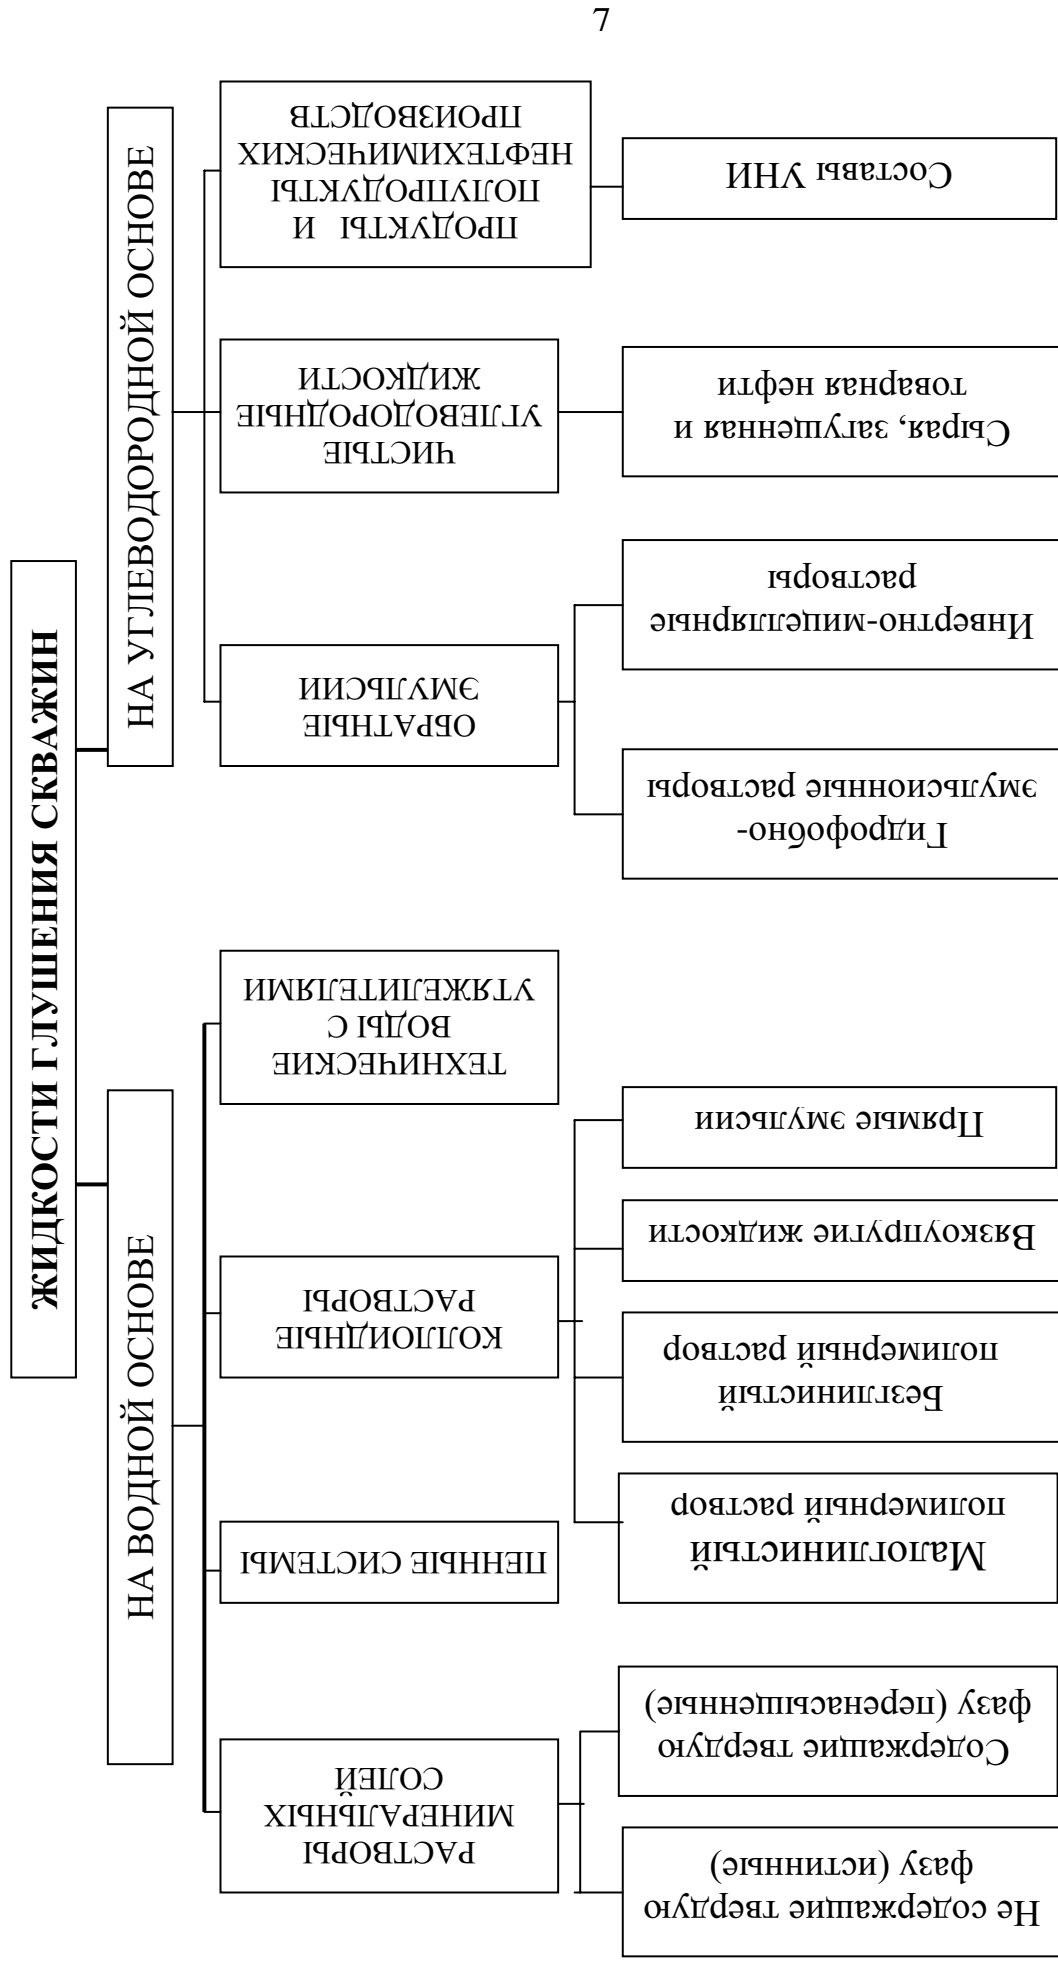 7
ЖИДКОСТИ ГЛУШЕНИЯ СКВАЖИН
НА ВОДНОЙ ОСНОВЕ
НА УГЛЕВОДОРОДНОЙ ОСНОВЕ
РАСТВОРЫ
МИНЕРАЛЬНЫХ
СОЛЕЙ
ПЕННЫЕ СИСТЕМЫ
КОЛЛОИДНЫЕ
РАСТВОРЫ
ТЕХНИЧЕСКИЕ
ВОДЫ С
УТЯЖЕЛИТЕЛЯМИ
ОБРАТНЫЕ
ЭМУЛЬСИИ
ЧИСТЫЕ
УГЛЕВОДОРОДНЫЕ
ЖИДКОСТИ
ПРОДУКТЫ И
ПОЛУПРОДУКТЫ
НЕФТЕХИМИЧЕСКИХ
ПРОИЗВОДСТВ
Не содержащие твердую
фазу (истинные)
Содержащие твердую
фазу (перенасыщенные)
Малоглинистый
полимерный раствор
Безглинистый
полимерный раствор
Вязкоупругие жидкости
Прямые эмульсии
Гидрофобно-
эмульсионные растворы
Инвертно-мицеллярные
растворы
Сырая, загущенная и
товарная нефти
Составы УНИ